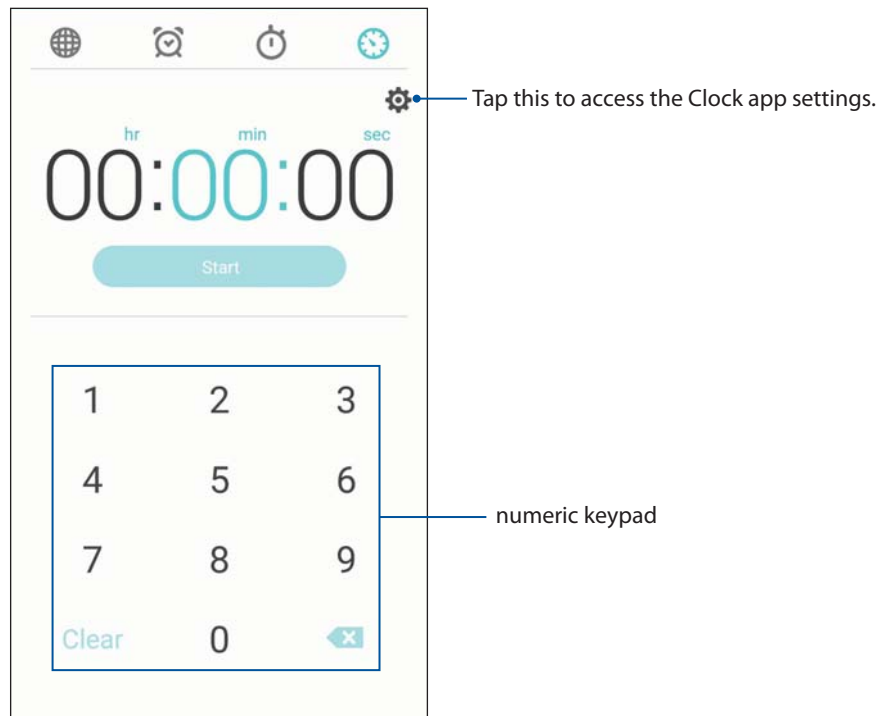 Tap this to access the Clock app settings.
hr min sec
00:00:00
Start
1 2 3
4 5 6
numeric keypad
7 8 9
Clear 0